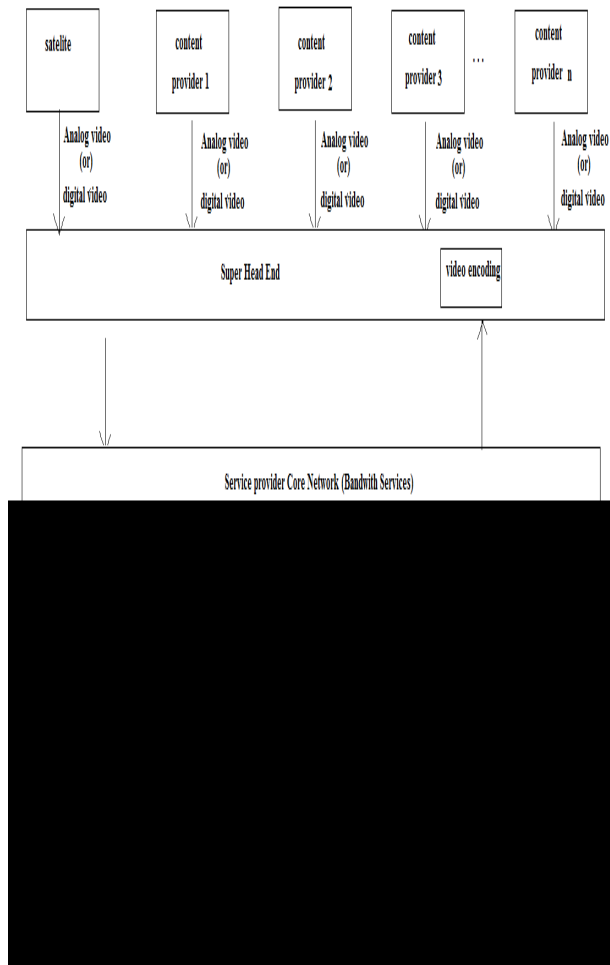 satelite
content
provider 1
content
provider 2
content
provider 3
...
content
provider n
Analog video
(or)
digital video
Analog video
(or)
digital video
Analog video
(or)
digital video
Analog video
(or)
digital video
Analog video
(or)
digital video
Super Head End
video encoding
Service provider Core Network (Bandwith Services)